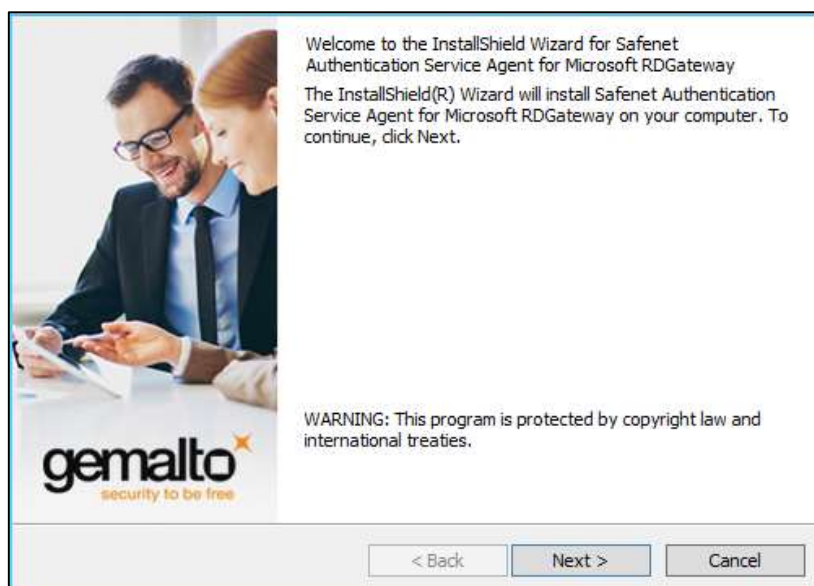 Welcome to the InstallShield Wizard for Safenet
Authentication Service Agent for Microsoft RDGateway
The InstallShield(R) Wizard will install Safenet Authentication
Service Agent for Microsoft RDGateway on your computer. To
continue, click Next.
WARNING: This program is protected by copyright law and
international treaties.
gemalto
security to be free
< Back
Next >
Cancel